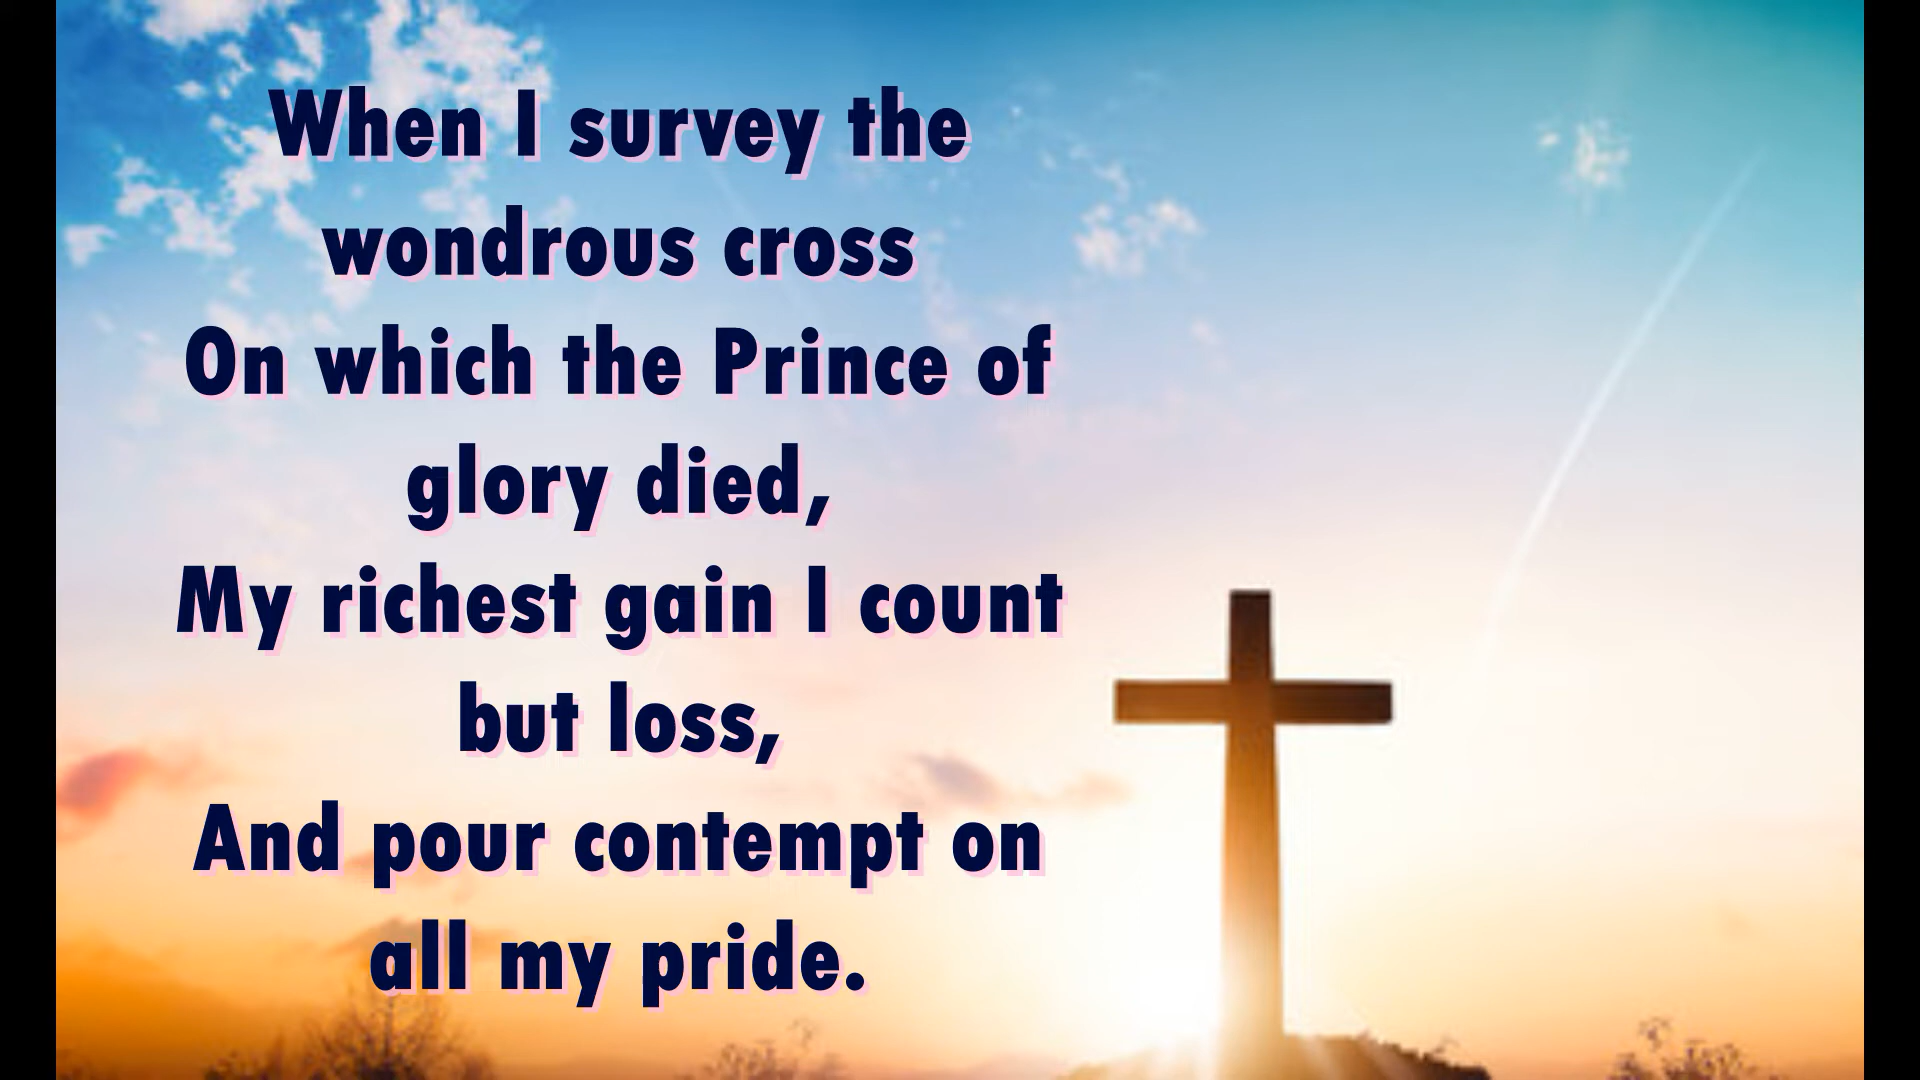 When I survey the
wondrous cross
On which the Prince of
glory died,
My richest gain I count
but loss,
And pour contempt on
all my pride.